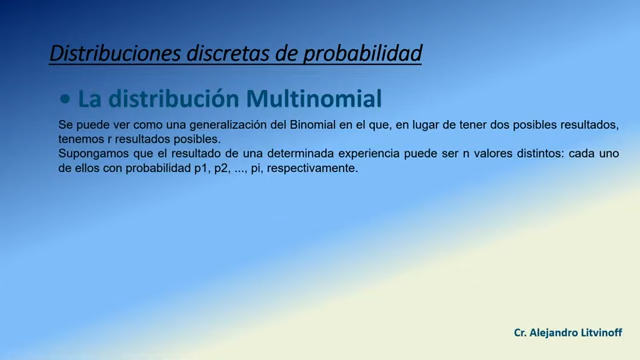 Distribuciones discretas de probabilidad
• La distribución Multinomial
Se puede ver como una generalización del Binomial en el que, en lugar de tener dos posibles resultados,
tenemos r resultados posibles.
Supongamos que el resultado de una determinada experiencia puede ser n valores distintos: cada uno
de ellos con probabilidad p1, p2, ..., pi, respectivamente.
Cr. Alejandro Litvinoff